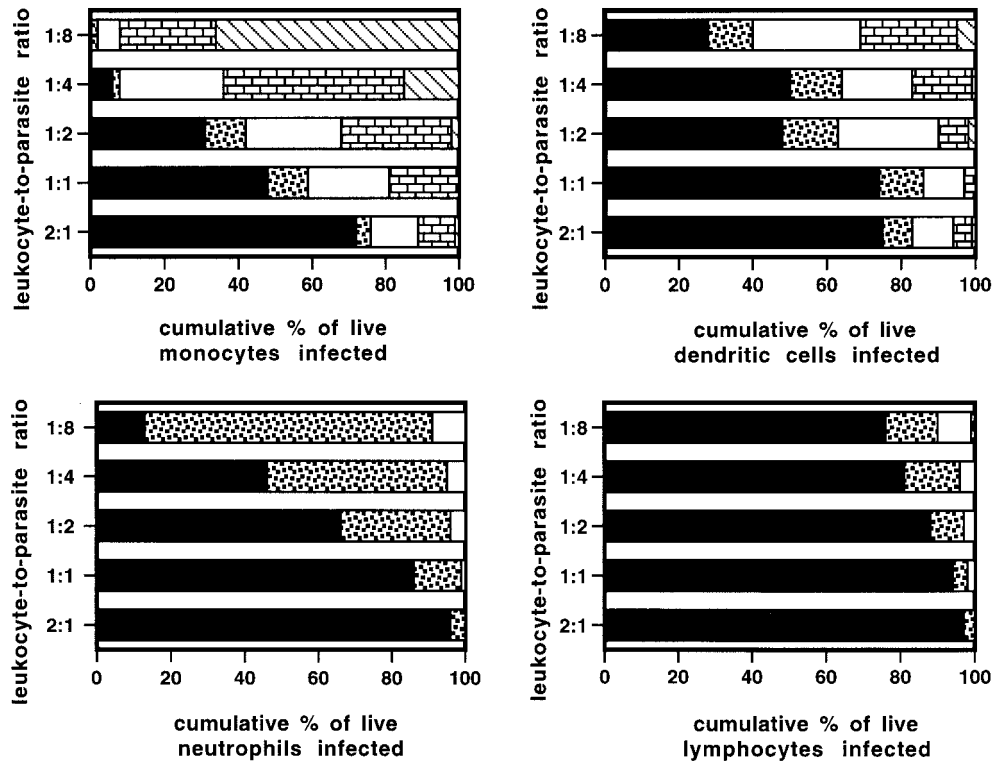 leukocyte-to-parasite ratio
1:8
1:4
1:2
1:1
2:1
0 20 40 60 80 100
cumulative % of live
monocytes infected
leukocyte-to-parasite ratio
1:8
1:4
1:2
1:1
2:1
0 20 40 60 80 100
cumulative % of live
dendritic cells infected
leukocyte-to-parasite ratio
1:8
1:4
1:2
1:1
2:1
0 20 40 60 80 100
cumulative % of live
neutrophils infected
leukocyte-to-parasite ratio
1:8
1:4
1:2
1:1
2:1
0 20 40 60 80 100
cumulative % of live
lymphocytes infected